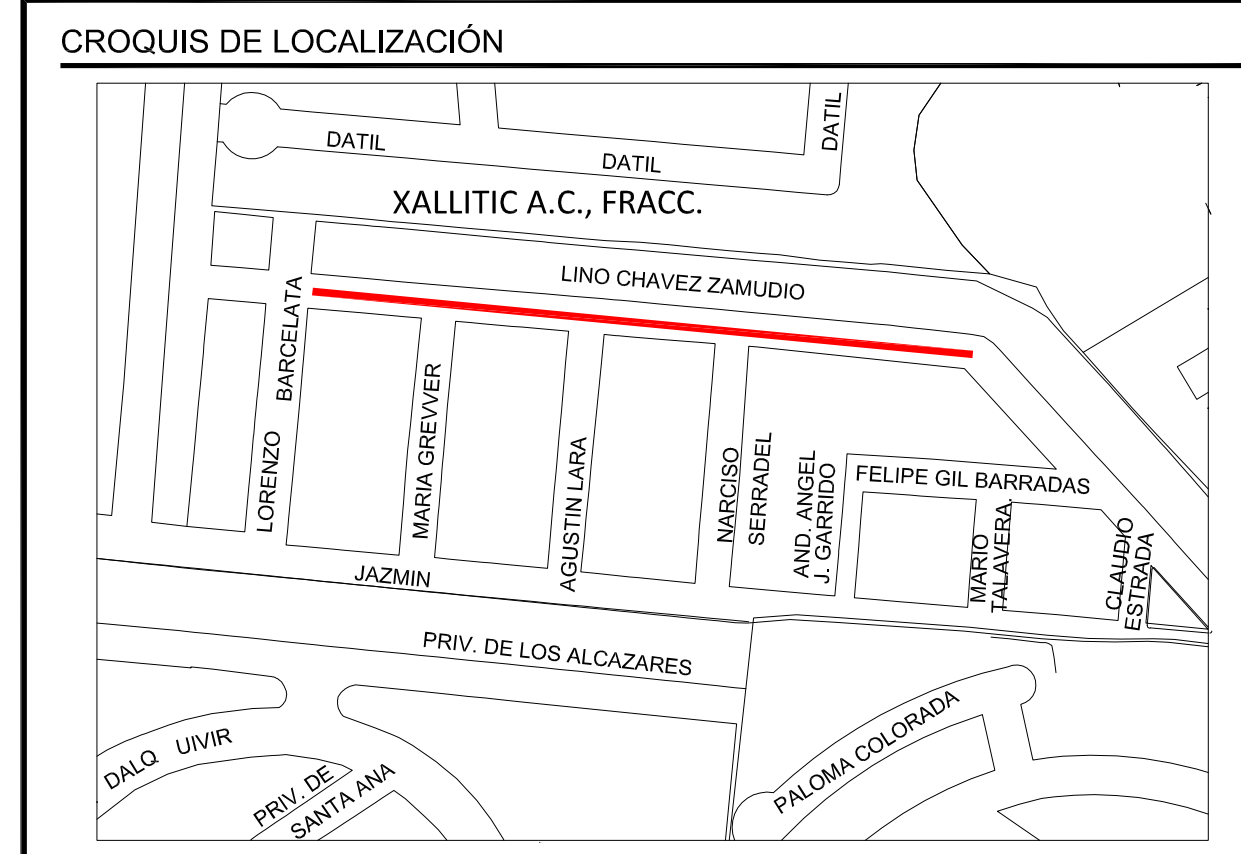 CROQUIS DE LOCALIZACIÓN
DATIL
DATIL
DATIL
XALLITIC A.C., FRACC.
LINO CHAVEZ ZAMUDIO
LORENZO BARCELATA
MARIA GREVVER
AGUSTIN LARA
NARCISO
SERRADEL
AND. ANGEL
J. GARRIDO
FELIPE GIL BARRADAS
MARIO
TALAVERA.
CLAUDIO
ESTRADA
JAZMIN
PRIV. DE LOS ALCAZARES
DALQ UIVIR
PRIV. DE
SANTA ANA
PALOMA COLORADA